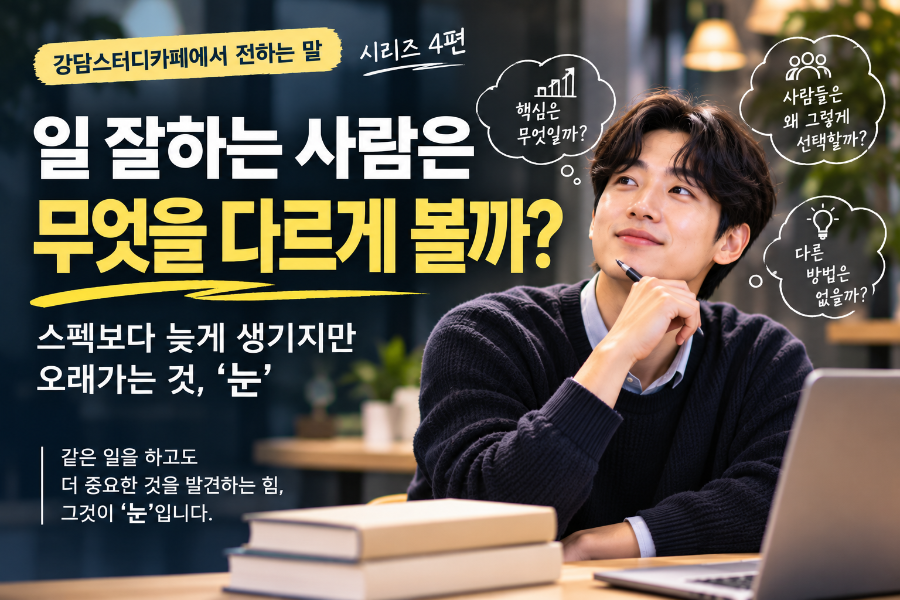 강담스터디카페에서 전하는 말
시리즈 4편
일 잘하는 사람은
무엇을 다르게 볼까?
스펙보다 늦게 생기지만
오래가는 것, ‘눈’
같은 일을 하고도
더 중요한 것을 발견하는 힘,
그것이 ‘눈’입니다.
핵심은
무엇일까?
사람들은
왜 그렇게
선택할까?
다른
방법은
없을까?